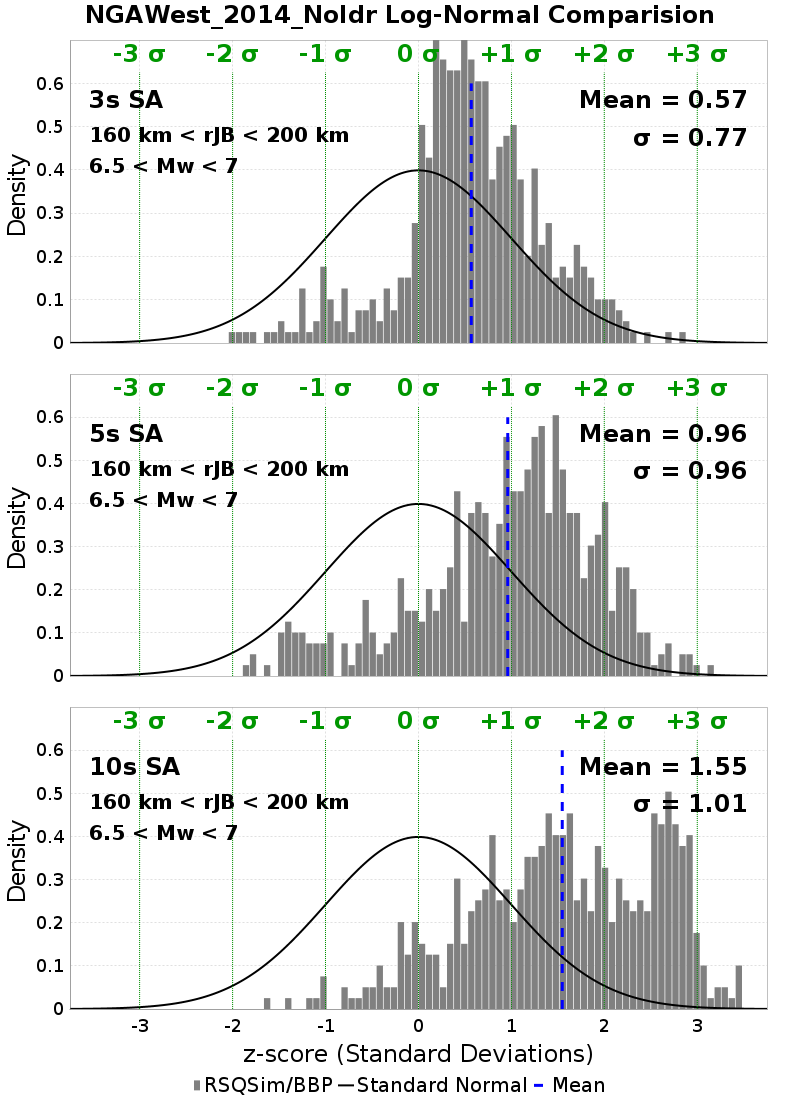 NGAWest_2014_NoIdr Log-Normal Comparision
-3 σ -2 σ -1 σ 0 σ +1 σ +2 σ +3 σ
3s SA
160 km < rJB < 200 km
6.5 < Mw < 7
Mean = 0.57
σ = 0.77
0.6
0.5
0.4
0.3
0.2
0.1
0
Density
-3 σ -2 σ -1 σ 0 σ +1 σ +2 σ +3 σ
5s SA
160 km < rJB < 200 km
6.5 < Mw < 7
Mean = 0.96
σ = 0.96
0.6
0.5
0.4
0.3
0.2
0.1
0
Density
-3 σ -2 σ -1 σ 0 σ +1 σ +2 σ +3 σ
10s SA
160 km < rJB < 200 km
6.5 < Mw < 7
Mean = 1.55
σ = 1.01
0.6
0.5
0.4
0.3
0.2
0.1
0
Density
-3 -2 -1 0 1 2 3
z-score (Standard Deviations)
RSQSim/BBP Standard Normal Mean